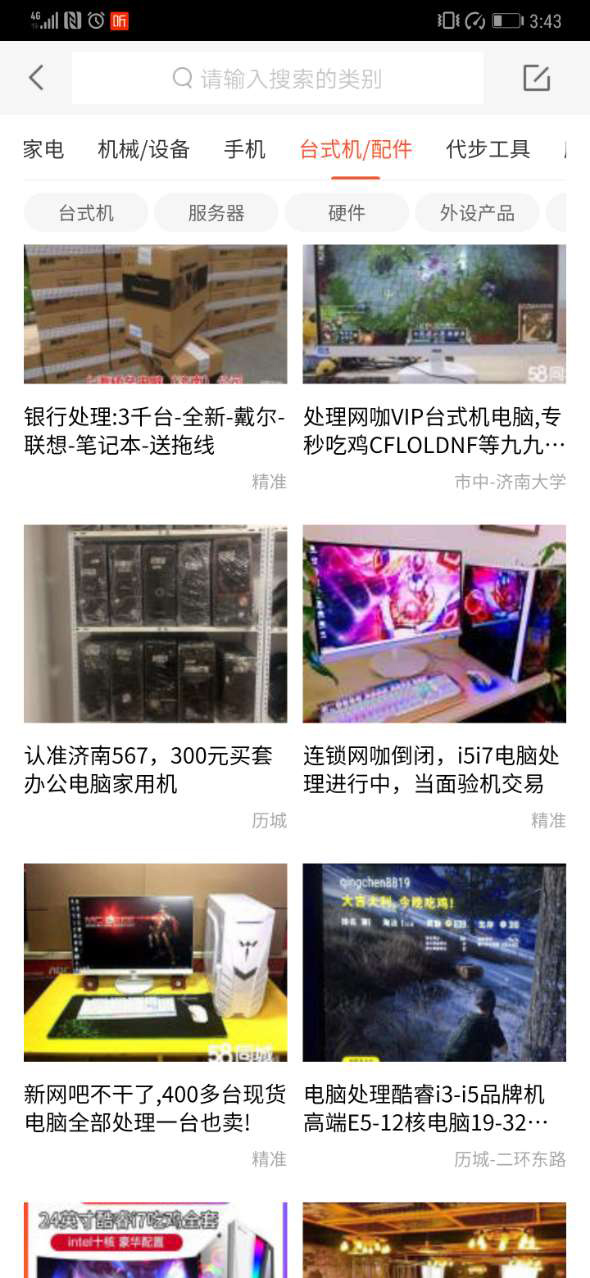 4G
听
3:43
请输入搜索的类别
家电
机械/设备
手机
台式机/配件
代步工具
台式机
服务器
硬件
外设产品
58同
银行处理:3千台-全新-戴尔-
联想-笔记本-送拖线
精准
处理网咖VIP台式机电脑,专
秒吃鸡CFLOLDNF等九九…
市中-济南大学
认准济南567，300元买套
办公电脑家用机
历城
连锁网咖倒闭，i5i7电脑处
理进行中，当面验机交易
精准
58同城
qingchen8819
大吉大利,今晚吃鸡!
新网吧不干了,400多台现货
电脑全部处理一台也卖!
精准
电脑处理酷睿i3-i5品牌机
高端E5-12核电脑19-32…
历城-二环东路
24英寸酷睿i7吃鸡全套
intel十核 豪华配置